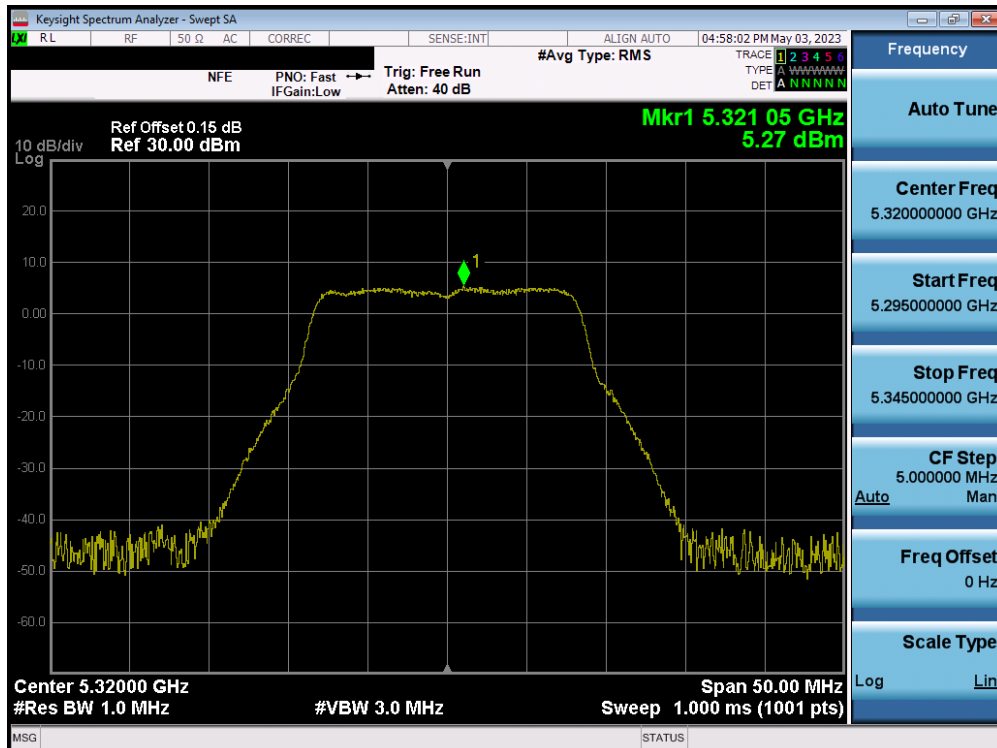 Keysight Spectrum Analyzer - Swept SA
LXI RL RF 50 Ω AC CORREC SENSE:INT ALIGN AUTO 04:58:02 PM May 03, 2023
NFE PNO: Fast Trig: Free Run #Avg Type: RMS TRACE 1 2 3 4 5 6
IFGain:Low Atten: 40 dB TYPE A WWWWWW
DET A N N N N N
Mkr1 5.321 05 GHz
5.27 dBm
Ref Offset 0.15 dB
10 dB/div Ref 30.00 dBm
Log
1
20.0
10.0
0.00
-10.0
-20.0
-30.0
-40.0
-50.0
-60.0
Center 5.32000 GHz Span 50.00 MHz
#Res BW 1.0 MHz #VBW 3.0 MHz Sweep 1.000 ms (1001 pts)
MSG STATUS
Frequency
Auto Tune
Center Freq
5.320000000 GHz
Start Freq
5.295000000 GHz
Stop Freq
5.345000000 GHz
CF Step
5.000000 MHz
Auto Man
Freq Offset
0 Hz
Scale Type
Log Lin